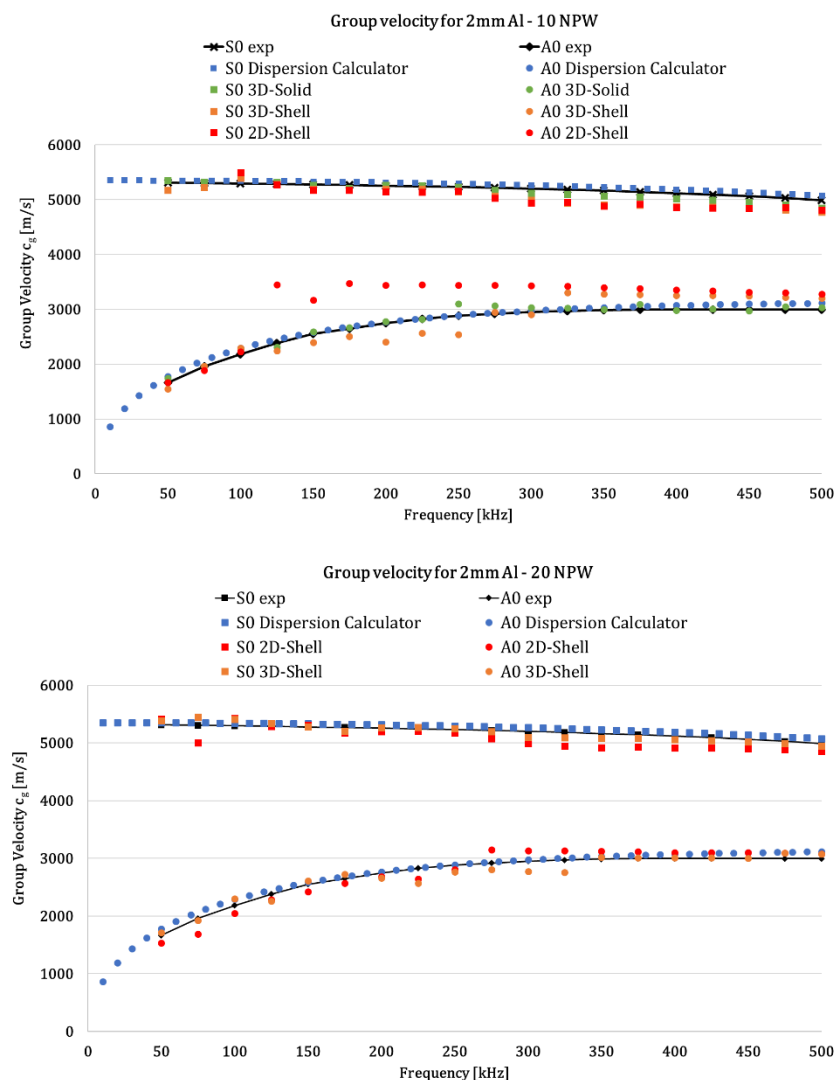 Group velocity for 2mm Al - 10 NPW
S0 exp A0 exp
S0 Dispersion Calculator A0 Dispersion Calculator
S0 3D-Solid A0 3D-Solid
S0 3D-Shell A0 3D-Shell
S0 2D-Shell A0 2D-Shell
6000
5000
4000
3000
2000
1000
0
Group Velocity cg [m/s]
0 50 100 150 200 250 300 350 400 450 500
Frequency [kHz]
Group velocity for 2mm Al - 20 NPW
S0 exp A0 exp
S0 Dispersion Calculator A0 Dispersion Calculator
S0 2D-Shell A0 2D-Shell
S0 3D-Shell A0 3D-Shell
6000
5000
4000
3000
2000
1000
0
Group Velocity cg [m/s]
0 50 100 150 200 250 300 350 400 450 500
Frequency [kHz]